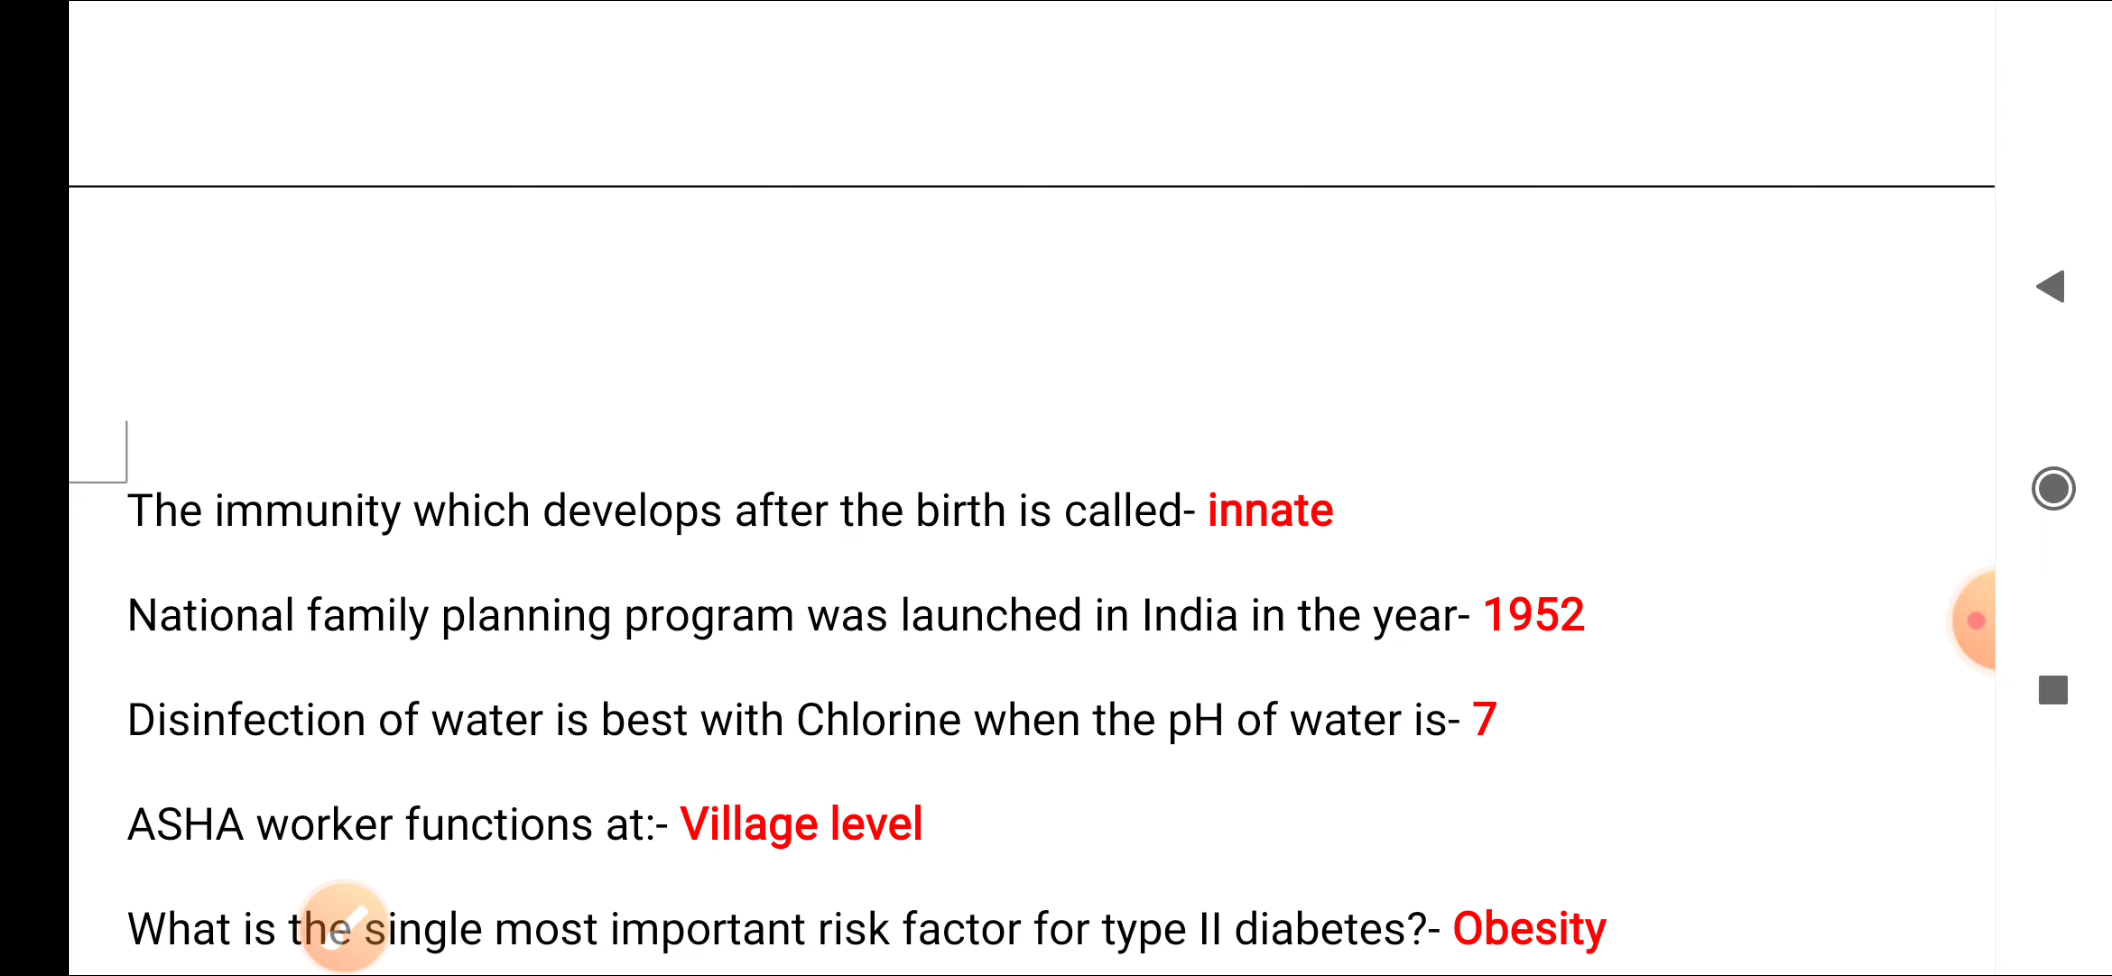 The immunity which develops after the birth is called- innate
National family planning program was launched in India in the year- 1952
Disinfection of water is best with Chlorine when the pH of water is- 7
ASHA worker functions at:- Village level
What is the single most important risk factor for type II diabetes?- Obesity